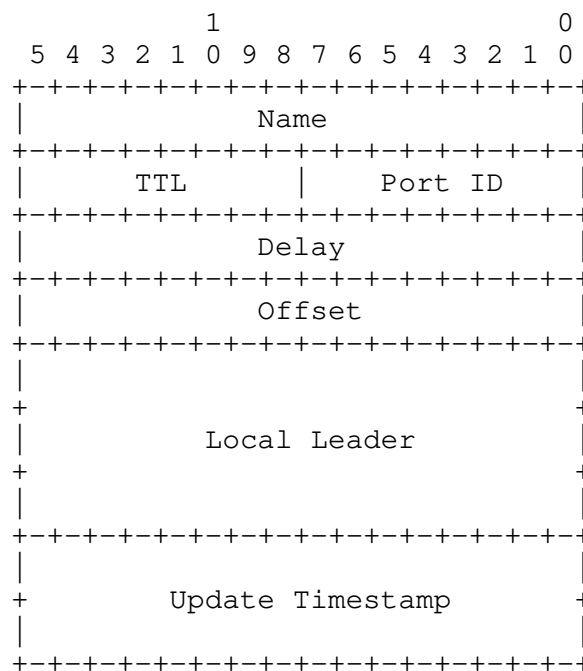 1                   0
 5 4 3 2 1 0 9 8 7 6 5 4 3 2 1 0
+-+-+-+-+-+-+-+-+-+-+-+-+-+-+-+-+
|             Name              |
+-+-+-+-+-+-+-+-+-+-+-+-+-+-+-+-+
|      TTL      |    Port ID    |
+-+-+-+-+-+-+-+-+-+-+-+-+-+-+-+-+
|             Delay             |
+-+-+-+-+-+-+-+-+-+-+-+-+-+-+-+-+
|             Offset            |
+-+-+-+-+-+-+-+-+-+-+-+-+-+-+-+-+
|                               |
+                               +
|          Local Leader         |
+                               +
|                               |
+-+-+-+-+-+-+-+-+-+-+-+-+-+-+-+-+
|                               |
+        Update Timestamp       +
|                               |
+-+-+-+-+-+-+-+-+-+-+-+-+-+-+-+-+